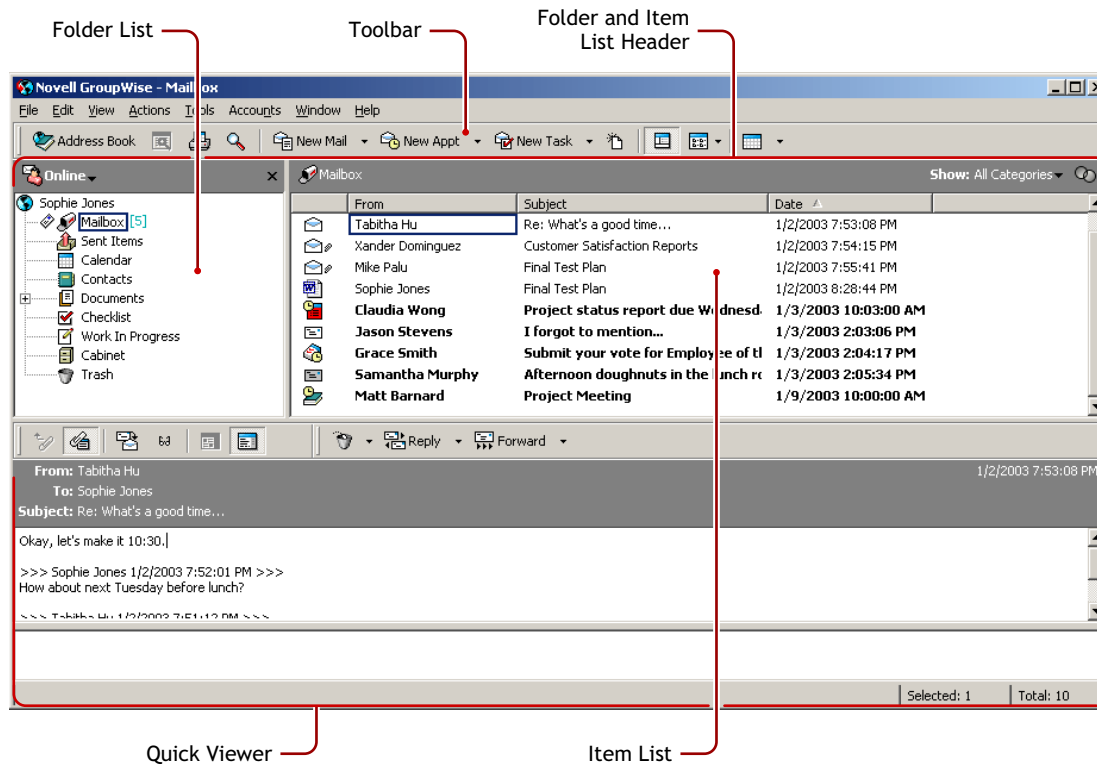 Folder List
Toolbar
Folder and Item
List Header
Novell GroupWise - Mailbox
File Edit View Actions Tools Accounts Window Help
Address Book New Mail New Appt New Task
Online
Mailbox
Show: All Categories
Sophie Jones
Mailbox [5]
Sent Items
Calendar
Contacts
Documents
Checklist
Work In Progress
Cabinet
Trash
From Subject Date
Tabitha Hu Re: What's a good time... 1/2/2003 7:53:08 PM
Xander Dominguez Customer Satisfaction Reports 1/2/2003 7:54:15 PM
Mike Palu Final Test Plan 1/2/2003 7:55:41 PM
Sophie Jones Final Test Plan 1/2/2003 8:28:44 PM
Claudia Wong Project status report due Wednesd 1/3/2003 10:03:00 AM
Jason Stevens I forgot to mention... 1/3/2003 2:03:06 PM
Grace Smith Submit your vote for Employee of tl 1/3/2003 2:04:17 PM
Samantha Murphy Afternoon doughnuts in the lunch ro 1/3/2003 2:05:34 PM
Matt Barnard Project Meeting 1/9/2003 10:00:00 AM
Reply Forward
From: Tabitha Hu 1/2/2003 7:53:08 PM
To: Sophie Jones
Subject: Re: What's a good time...
Okay, let's make it 10:30.
>>> Sophie Jones 1/2/2003 7:52:01 PM >>>
How about next Tuesday before lunch?
>>> Tabitha Hu 1/2/2003 7:51:12 PM >>>
Selected: 1 Total: 10
Quick Viewer
Item List